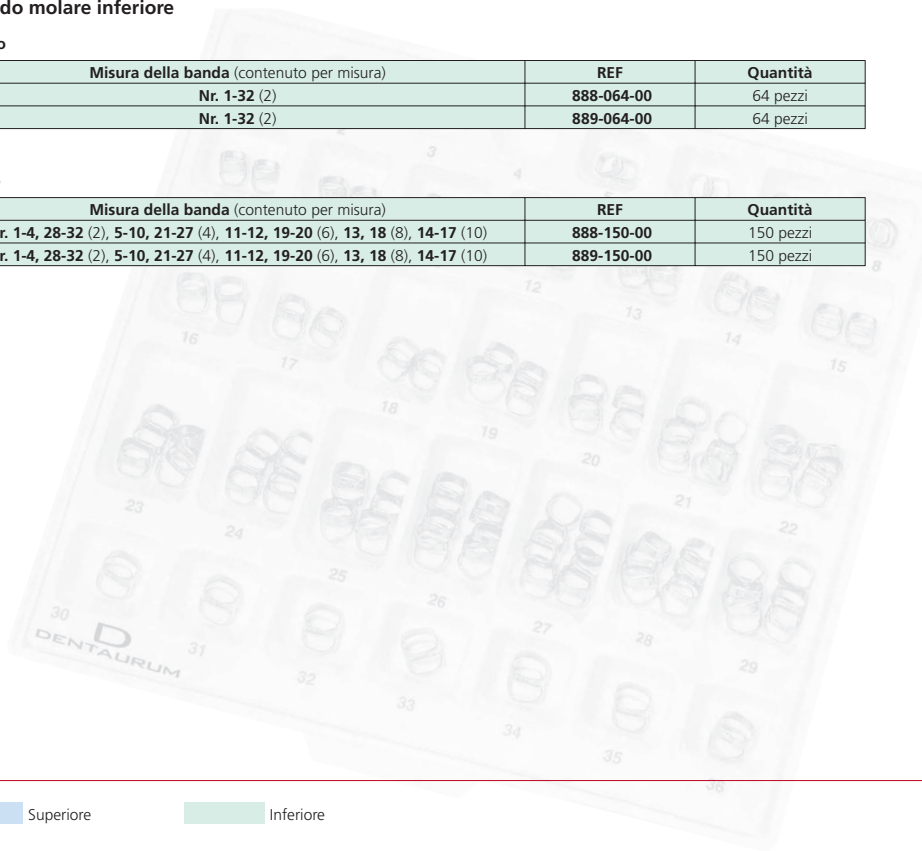 do molare inferiore
o
Misura della banda (contenuto per misura) REF Quantità
Nr. 1-32 (2) 888-064-00 64 pezzi
Nr. 1-32 (2) 889-064-00 64 pezzi
2
3
4
Misura della banda (contenuto per misura) REF Quantità
r. 1-4, 28-32 (2), 5-10, 21-27 (4), 11-12, 19-20 (6), 13, 18 (8), 14-17 (10) 888-150-00 150 pezzi
r. 1-4, 28-32 (2), 5-10, 21-27 (4), 11-12, 19-20 (6), 13, 18 (8), 14-17 (10) 889-150-00 150 pezzi
8
12
13
14
15
16
17
18
19
20
21
22
23
24
25
26
27
28
29
30
31
32
33
34
35
36
D
DENTAURUM
Superiore Inferiore